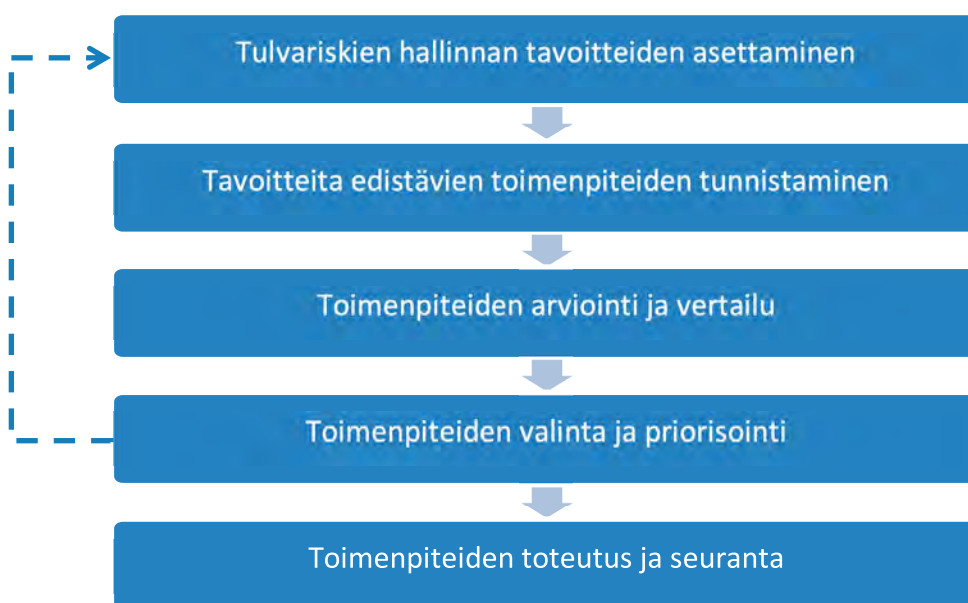 Tulvariskien hallinnan tavoitteiden asettaminen
Tavoitteita edistävien toimenpiteiden tunnistaminen
Toimenpiteiden arviointi ja vertailu
Toimenpiteiden valinta ja priorisointi
Toimenpiteiden toteutus ja seuranta